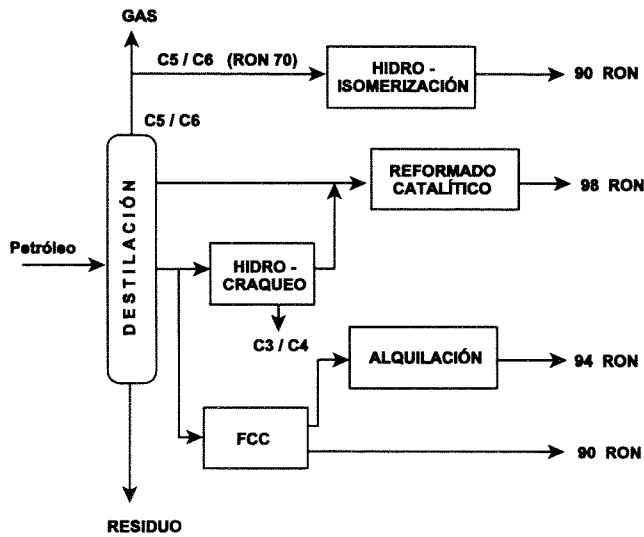 GAS
C5 / C6 (RON 70)
HIDRO -
ISOMERIZACIÓN
90 RON
C5 / C6
DESTILACIÓN
REFORMADO
CATALÍTICO
98 RON
Petróleo
HIDRO -
CRAQUEO
C3 / C4
ALQUILACIÓN
94 RON
FCC
90 RON
RESIDUO